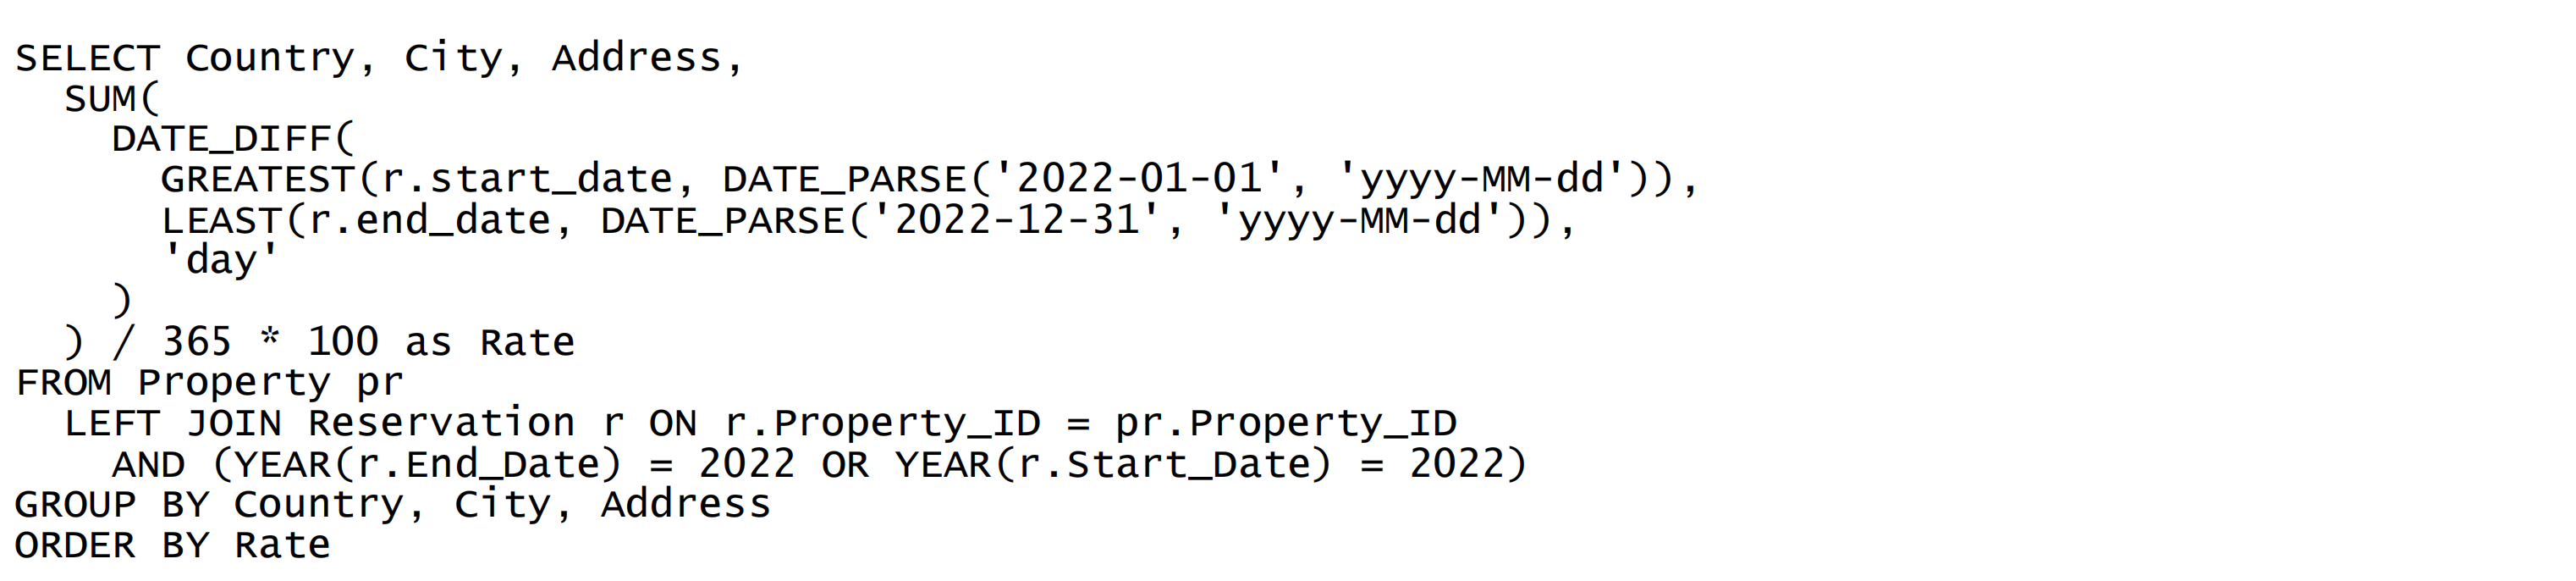 SELECT Country, City, Address,
  SUM(
    DATE_DIFF(
      GREATEST(r.start_date, DATE_PARSE('2022-01-01', 'yyyy-MM-dd')),
      LEAST(r.end_date, DATE_PARSE('2022-12-31', 'yyyy-MM-dd')),
      'day'
    )
  ) / 365 * 100 as Rate
FROM Property pr
  LEFT JOIN Reservation r ON r.Property_ID = pr.Property_ID
    AND (YEAR(r.End_Date) = 2022 OR YEAR(r.Start_Date) = 2022)
GROUP BY Country, City, Address
ORDER BY Rate